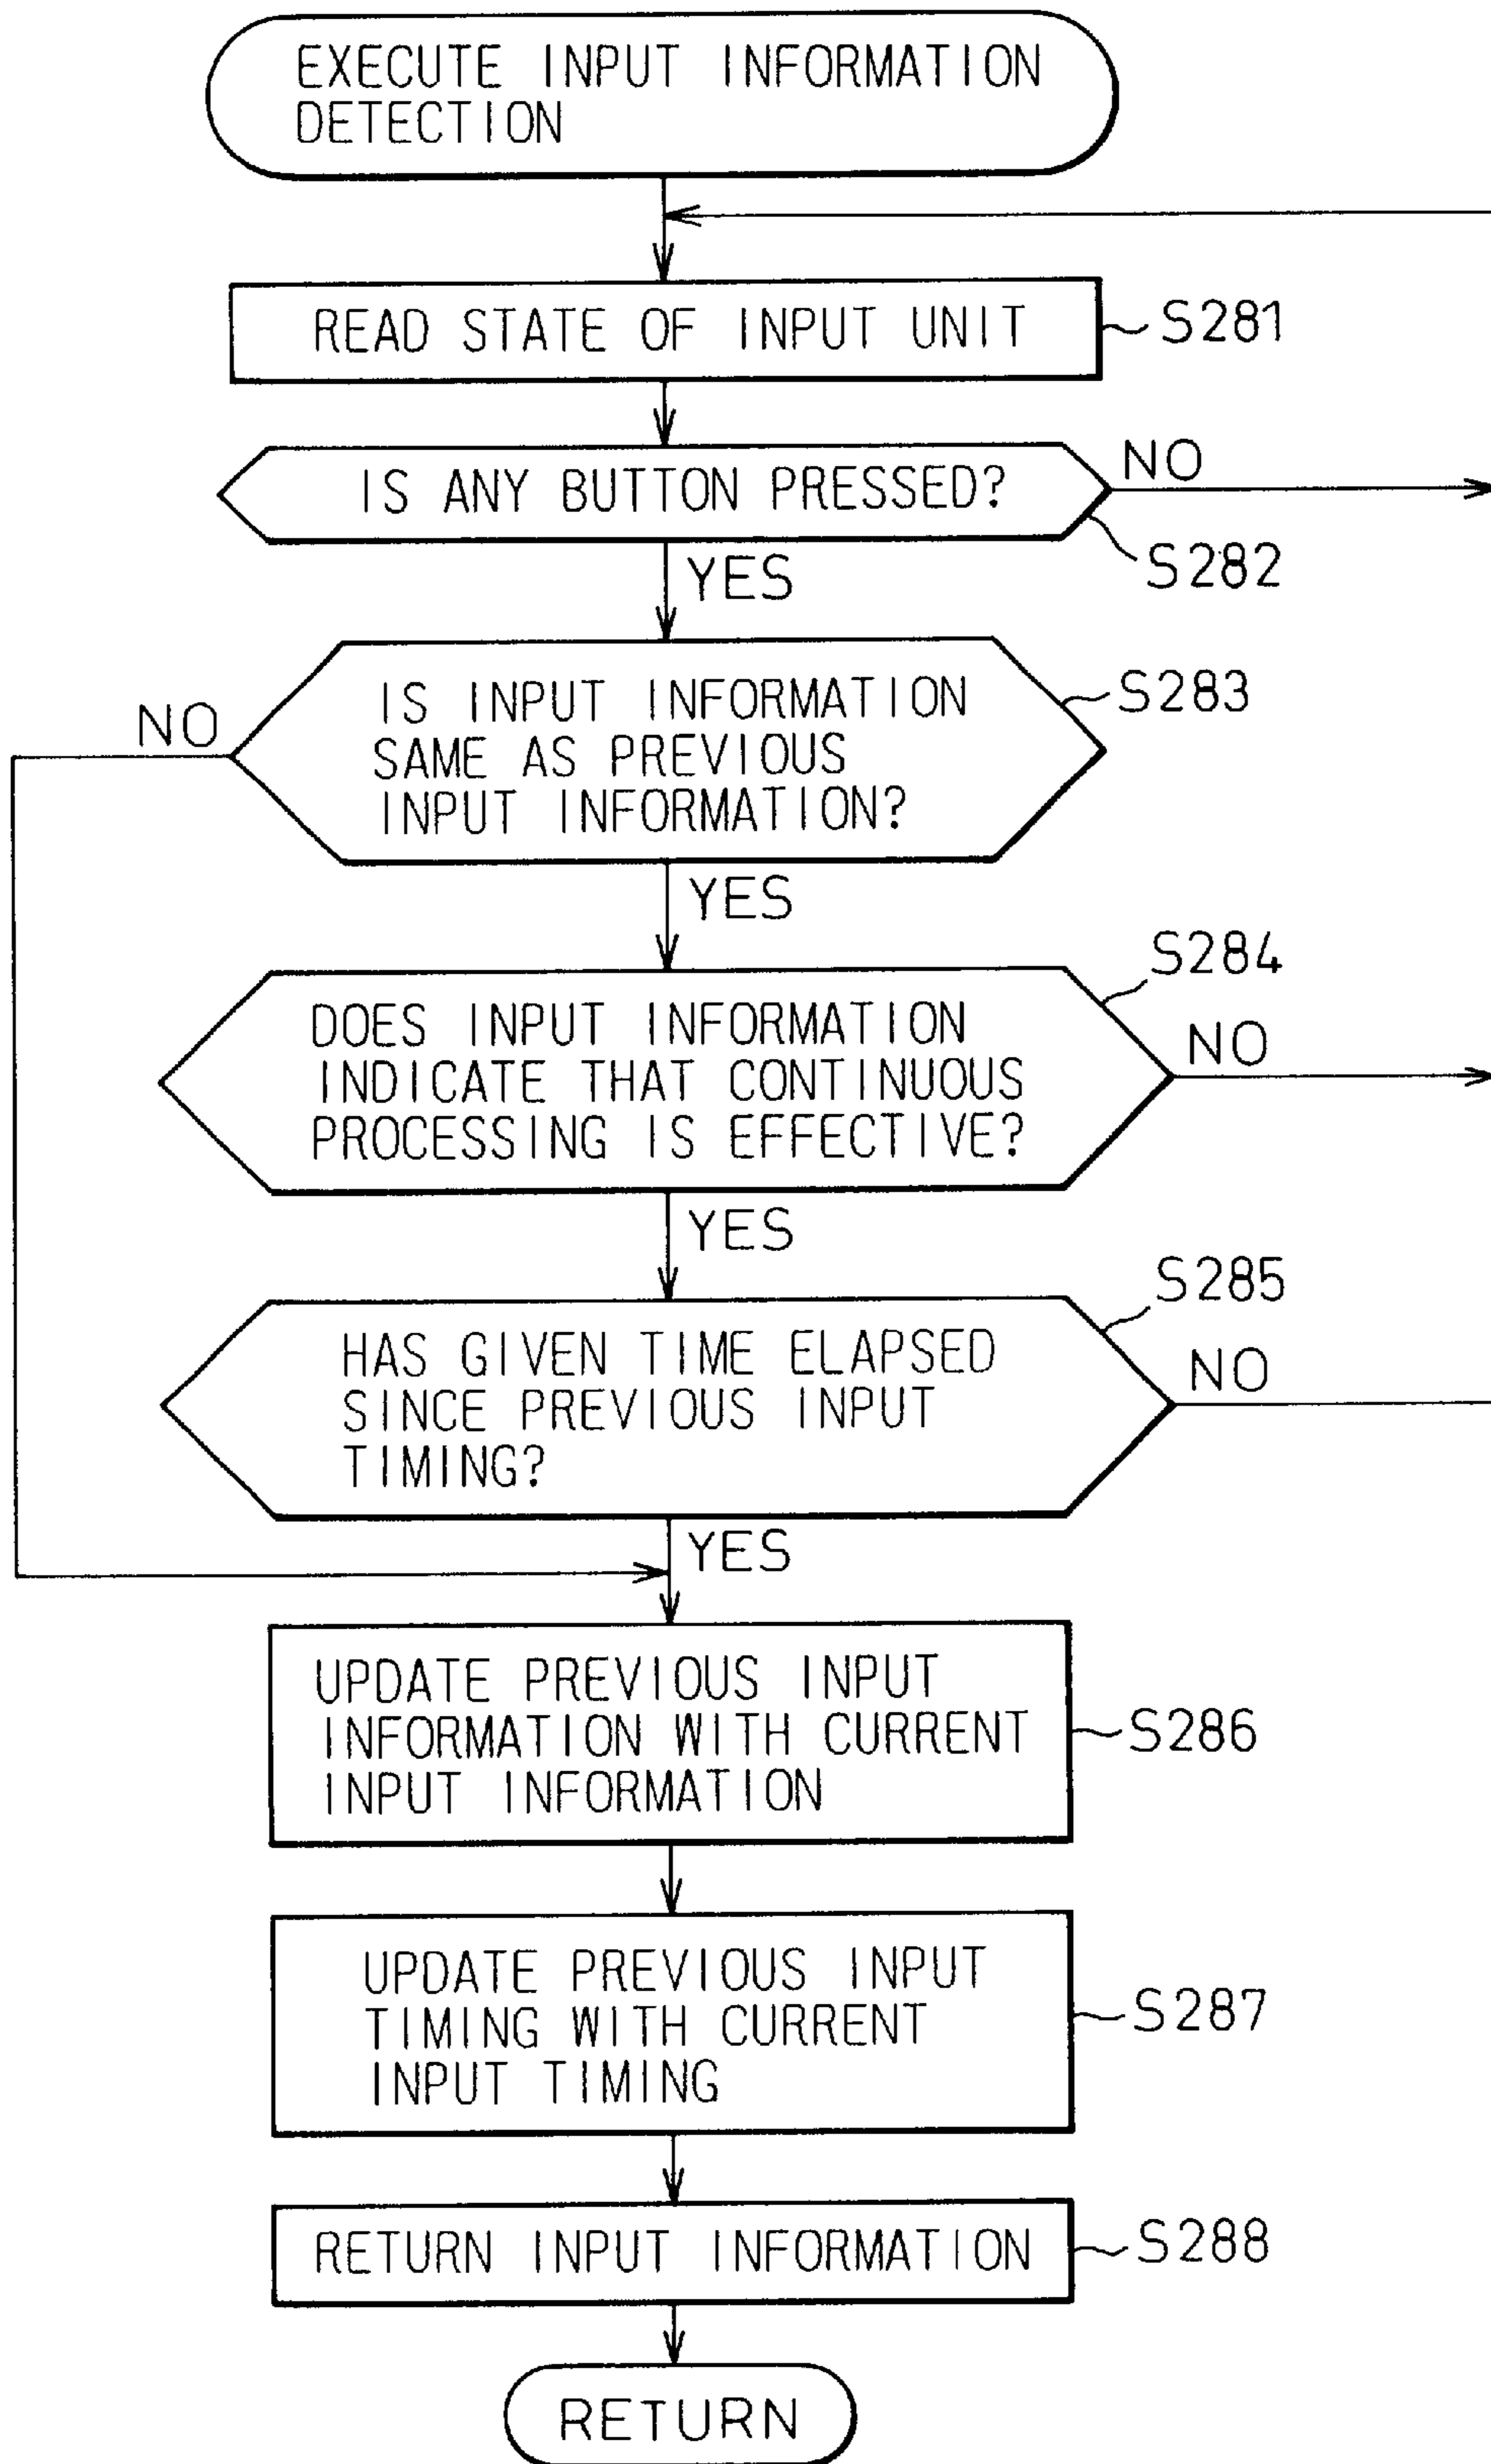 EXECUTE INPUT INFORMATION
DETECTION
READ STATE OF INPUT UNIT
S281
IS ANY BUTTON PRESSED?
NO
S282
YES
IS INPUT INFORMATION
SAME AS PREVIOUS
INPUT INFORMATION?
S283
NO
YES
S284
DOES INPUT INFORMATION
INDICATE THAT CONTINUOUS
PROCESSING IS EFFECTIVE?
NO
YES
S285
HAS GIVEN TIME ELAPSED
SINCE PREVIOUS INPUT
TIMING?
NO
YES
UPDATE PREVIOUS INPUT
INFORMATION WITH CURRENT
INPUT INFORMATION
S286
UPDATE PREVIOUS INPUT
TIMING WITH CURRENT
INPUT TIMING
S287
RETURN INPUT INFORMATION
S288
RETURN